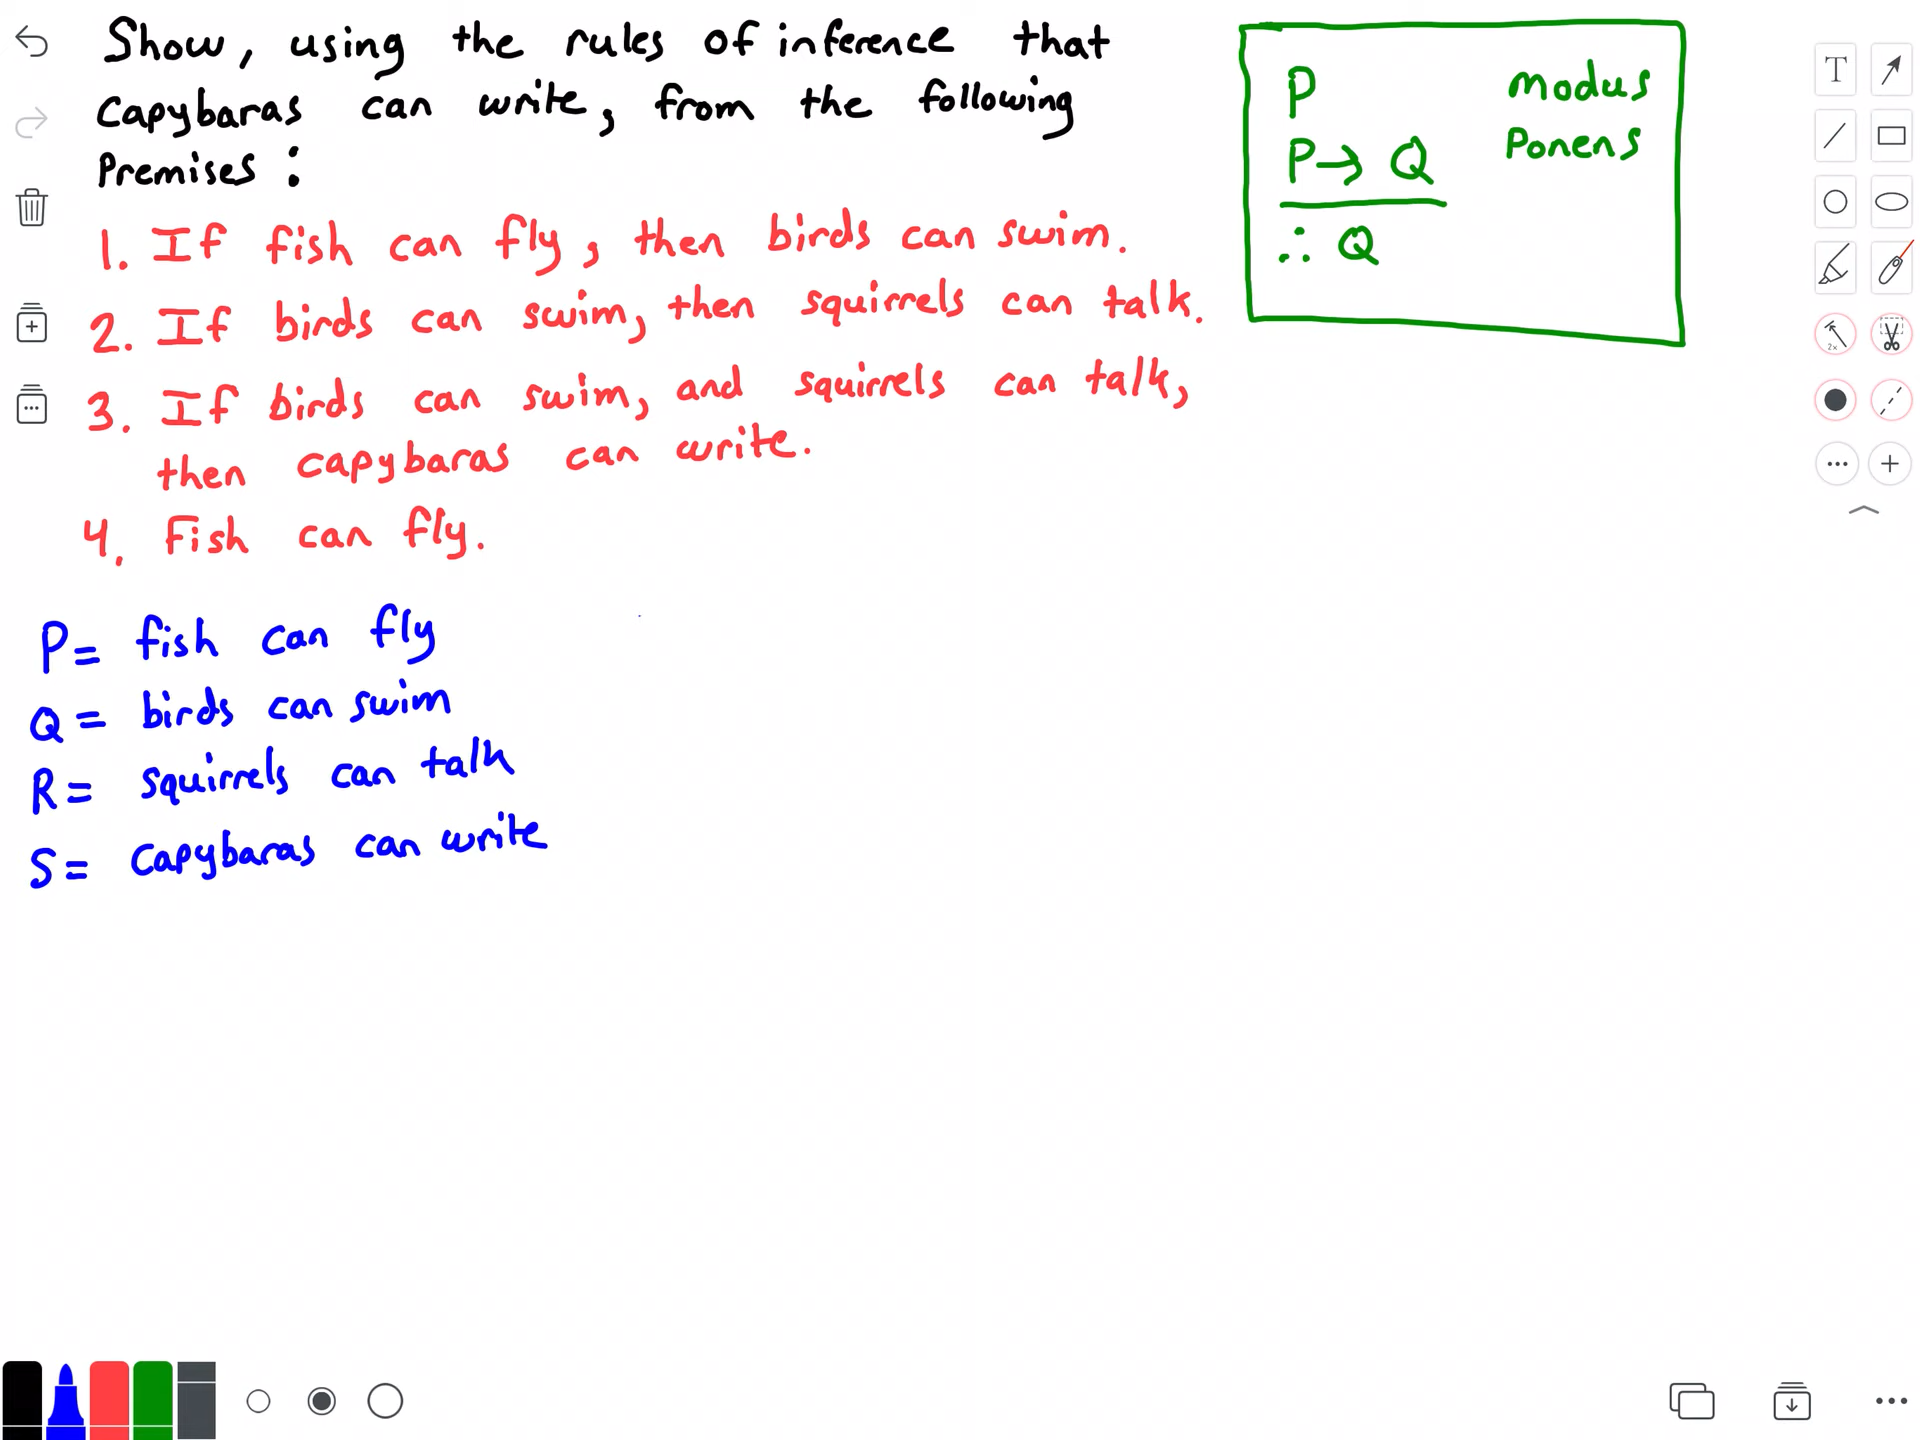 Show, using the rules of inference that
capybaras can write, from the following
Premises:
1. If fish can fly, then birds can swim.
2. If birds can swim, then squirrels can talk.
3. If birds can swim, and squirrels can talk,
then capybaras can write.
4. Fish can fly.
P= fish can fly
Q= birds can swim
R= squirrels can talk
S= capybaras can write
P
P→ Q
∴ Q
modus
Ponens
T
2x